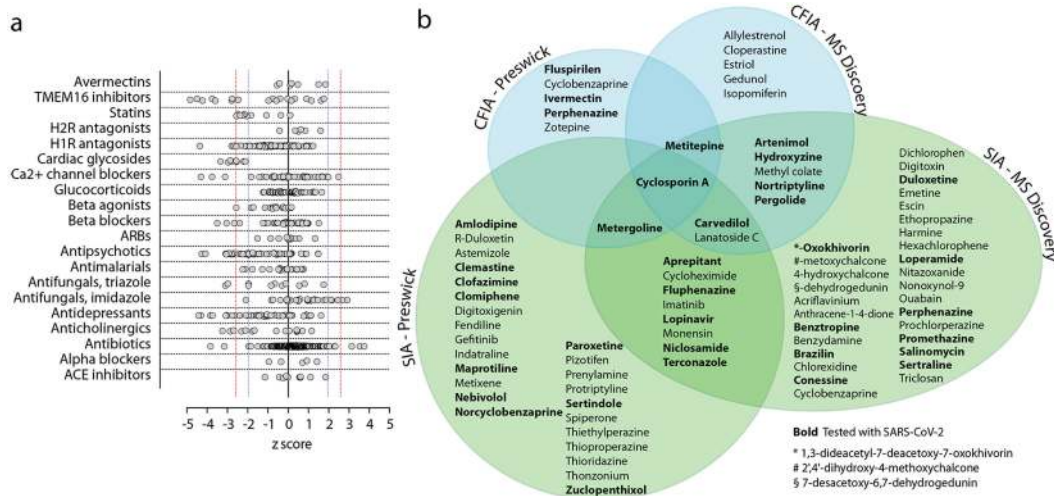 a
Avermectins
TMEM16 inhibitors
Statins
H2R antagonists
H1R antagonists
Cardiac glycosides
Ca2+ channel blockers
Glucocorticoids
Beta agonists
Beta blockers
ARBs
Antipsychotics
Antimalarials
Antifungals, triazole
Antifungals, imidazole
Antidepressants
Anticholinergics
Antibiotics
Alpha blockers
ACE inhibitors
-5 -4 -3 -2 -1 0 1 2 3 4 5
z score
b
CFIA - Preswick
Fluspirilen
Cyclobenzaprine
Ivermectin
Perphenazine
Zotepine
CFIA - MS Discoery
Allylestrenol
Cloperastine
Estriol
Gedunol
Isopomiferin
Metitepine
Cyclosporin A
Metergoline
Artenimol
Hydroxyzine
Methyl colate
Nortriptyline
Pergolide
Carvedilol
Lanatoside C
SIA - Preswick
Amlodipine
R-Duloxetin
Astemizole
Clemastine
Clofazimine
Clomiphene
Digitoxigenin
Fendiline
Gefitinib
Indatraline
Maprotiline
Metixene
Nebivolol
Norcyclobenzaprine
Paroxetine
Pizotifen
Prenylamine
Protriptyline
Sertindole
Spiperone
Thiethylperazine
Thioproperazine
Thioridazine
Thonzonium
Zuclopenthixol
Aprepitant
Cycloheximide
Fluphenazine
Imatinib
Lopinavir
Monensin
Niclosamide
Terconazole
SIA - MS Discovery
*-Oxokhivorin
#-metoxychalcone
4-hydroxychalcone
§-dehydrogedunin
Acriflavinium
Anthracene-1-4-dione
Benztropine
Benzydamine
Brazilin
Chlorexidine
Conessine
Cyclobenzaprine
Dichlorophen
Digitoxin
Duloxetine
Emetine
Escin
Ethopropazine
Harmine
Hexachlorophene
Loperamide
Nitazoxanide
Nonoxynol-9
Ouabain
Perphenazine
Prochlorperazine
Promethazine
Salinomycin
Sertraline
Triclosan
Bold Tested with SARS-CoV-2
* 1,3-dideacetyl-7-deacetoxy-7-oxokhivorin
# 2',4'-dihydroxy-4-methoxychalcone
§ 7-desacetoxy-6,7-dehydrogedunin